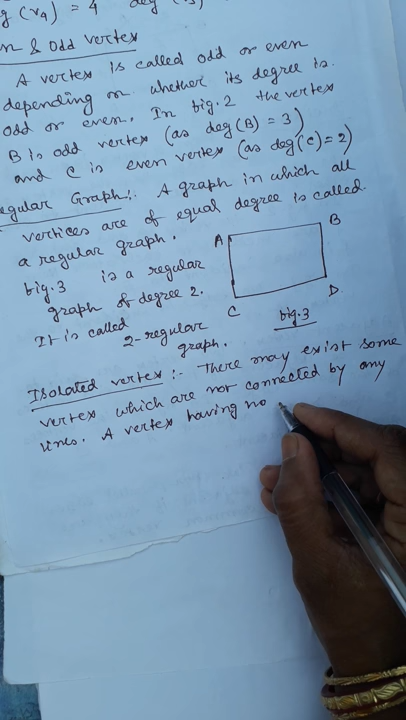 g(v4) = 4 deg(
n & Odd vertex
A vertex is called odd or even
depending on whether its degree is
odd or even. In fig.2 the vertex
B is odd vertex (as deg(B) = 3)
and C is even vertex (as deg(C) = 2)
egular Graph:- A graph in which all
vertices are of equal degree is called
a regular graph.
fig.3 is a regular
graph of degree 2.
It is called
2-regular
graph.
A
B
C
D.
fig.3
Isolated vertex :- There may exist some
vertex which are not connected by any
lines. A vertex having no